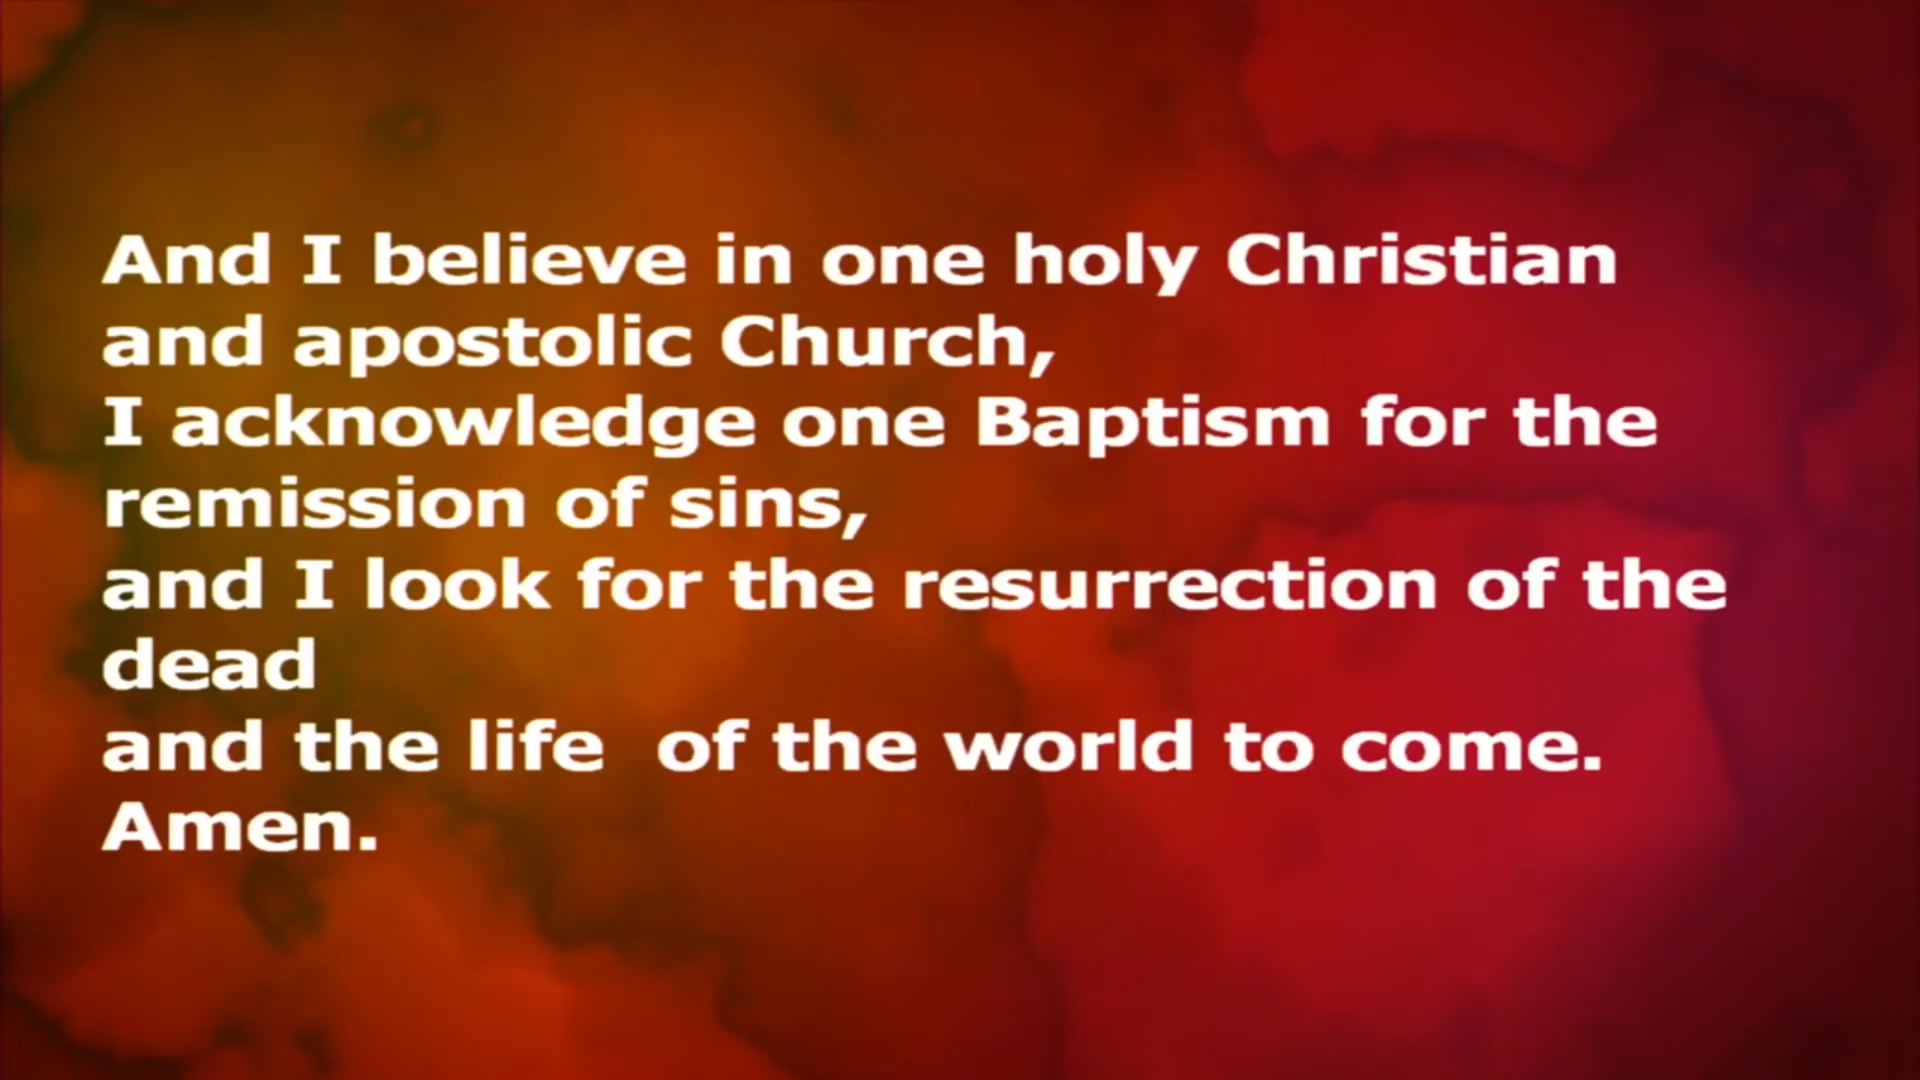 And I believe in one holy Christian
and apostolic Church,
I acknowledge one Baptism for the
remission of sins,
and I look for the resurrection of the
dead
and the life  of the world to come.
Amen.